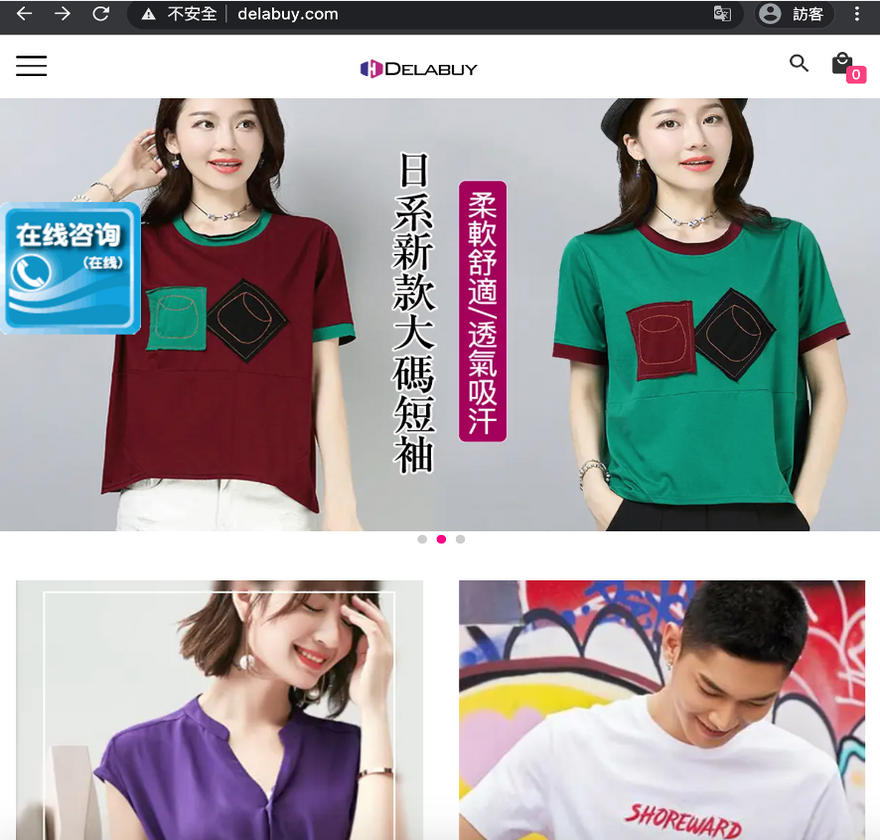 不安全
delabuy.com
訪客
DELABUY
0
在线咨询
(在线)
日系新款大碼短袖
柔軟舒適/透氣吸汗
SHOREWARD